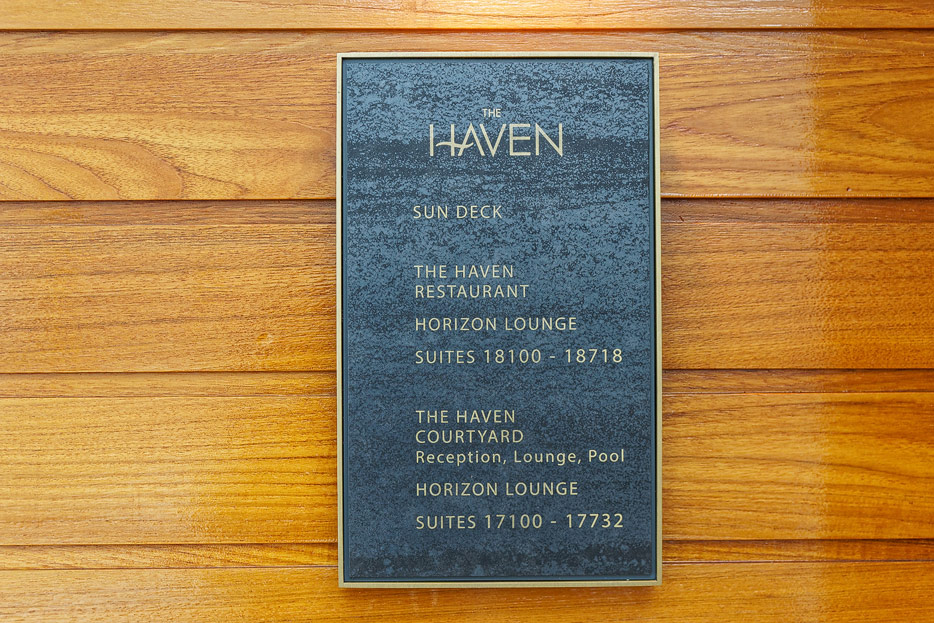 THE
HAVEN
SUN DECK
THE HAVEN
RESTAURANT
HORIZON LOUNGE
SUITES 18100 - 18718
THE HAVEN
COURTYARD
Reception, Lounge, Pool
HORIZON LOUNGE
SUITES 17100 - 17732